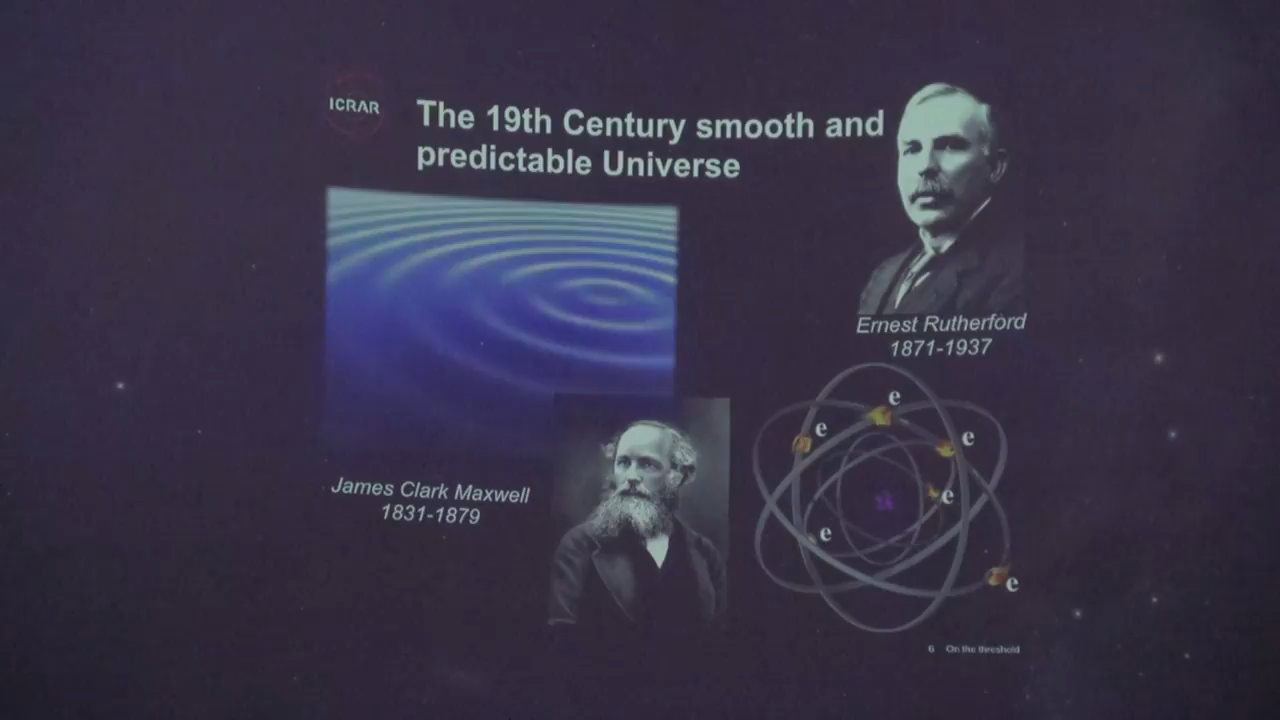 ICRAR
The 19th Century smooth and
predictable Universe
Ernest Rutherford
1871-1937
James Clark Maxwell
1831-1879
e
e
e
e
e
e
6 On the threshold